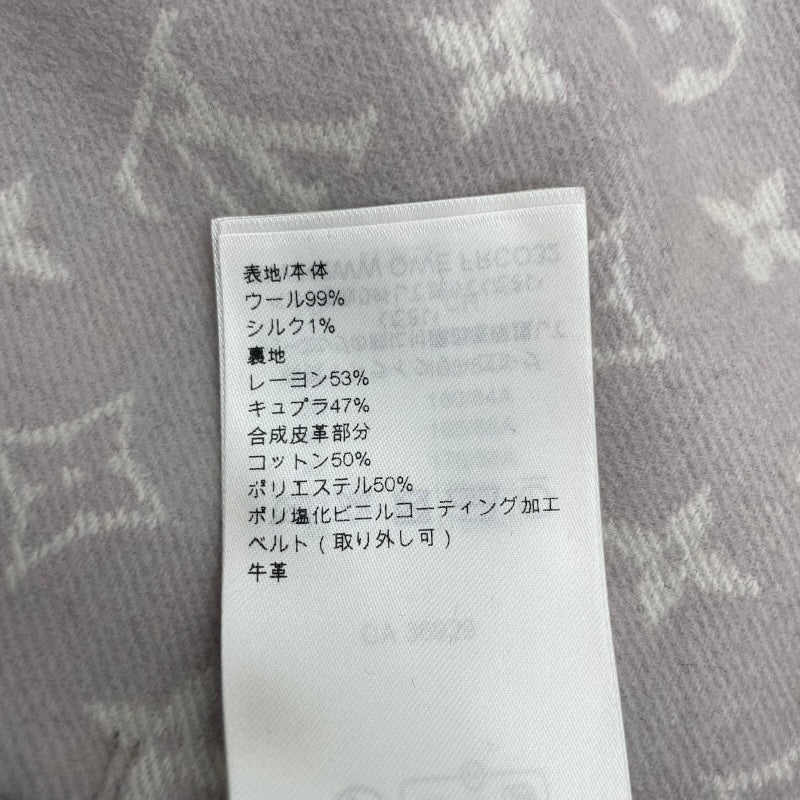 表地/本体
ウール99%
シルク1%
裏地
レーヨン53%
キュプラ47%
合成皮革部分
コットン50%
ポリエステル50%
ポリ塩化ビニルコーティング加工
ベルト(取り外し可)
牛革
CA 36929